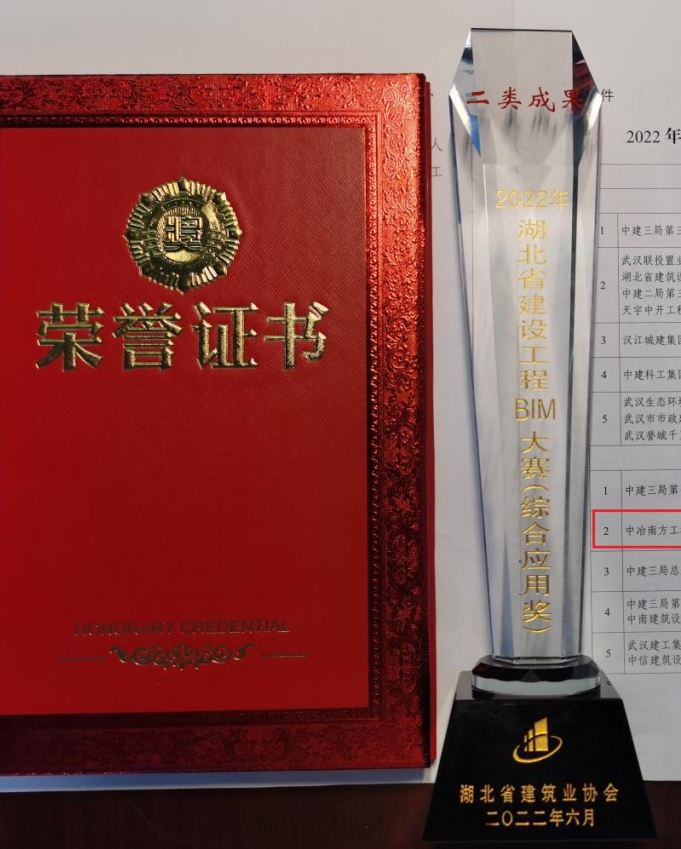 奖
荣誉证书
HONORARY CREDENTIAL
二类成果
2022年
湖北省建设工程BIM大赛(综合应用奖)
湖北省建筑业协会
二〇二二年六月
件
人
工
2022年
1 中建三局第三
2 武汉联投置业
湖北省建筑设
中建二局第三
天宇中开工程
3 汉江城建集团
4 中建科工集团
5 武汉生态环境
武汉市市政建
武汉誉城千
1 中建三局第
2 中冶南方工
3 中建三局总
4 中建三局第
中南建筑设
5 武汉建工集
中信建筑设